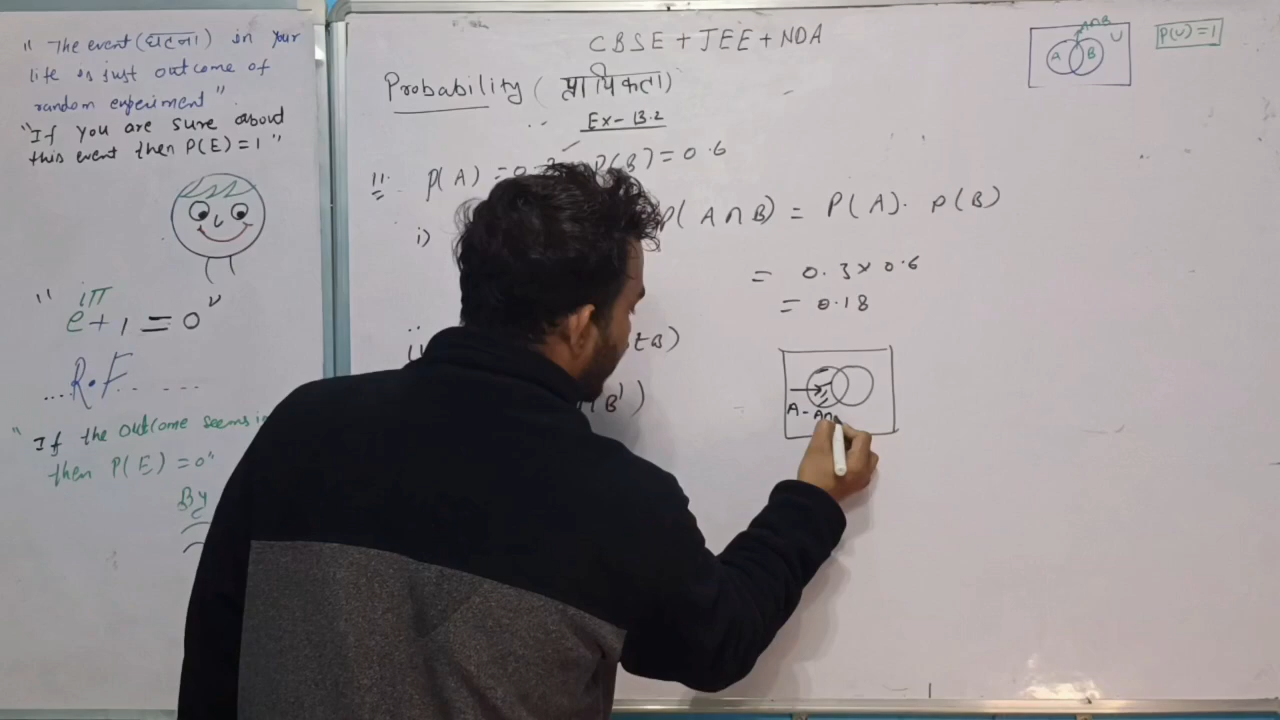 " The event (घटना) in your
life is just outcome of
random experiment"
"If you are sure about
this event then P(E)=1"
" e^iπ + 1 = 0"
...R.F.. - - -
" If the outcome seems
then P(E) = 0"
By
CBSE + JEE + NDA
Probability (प्रायिकता)
Ex-13.2
11. P(A) = 0. P(B) = 0.6
i) P(A∩B) = P(A). P(B)
= 0.3 × 0.6
= 0.18
(ii B)
B')
A - A∩
A∩B
A B U
P(U)=1